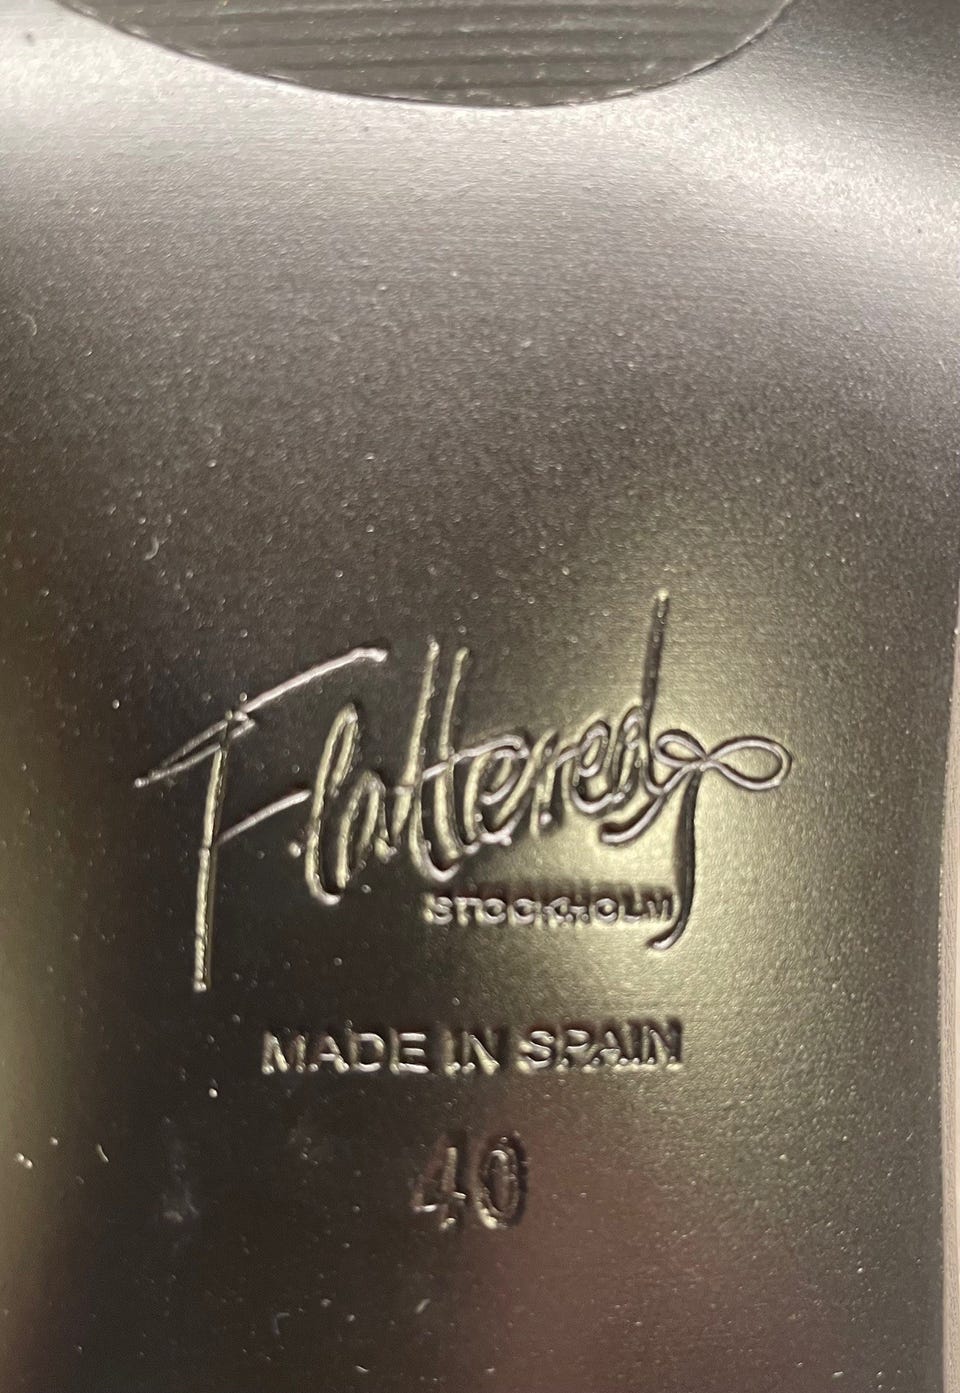 Flattered
STOCKHOLM
MADE IN SPAIN
40